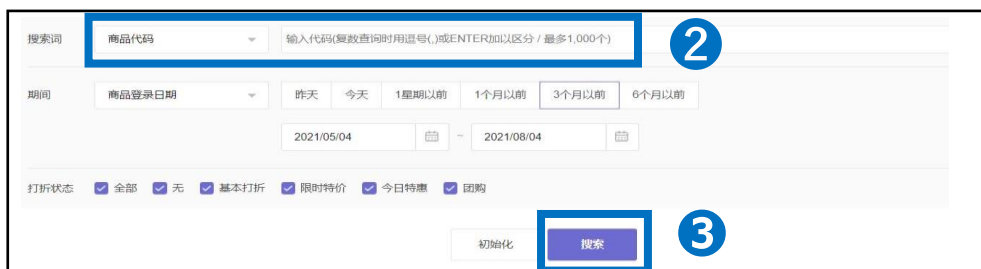 搜索词 商品代码 输入代码(复数查询时用逗号(,)或ENTER加以区分 / 最多1,000个) 2
期间 商品登录日期 昨天 今天 1星期以前 1个月以前 3个月以前 6个月以前
2021/05/04 ~ 2021/08/04
打折状态 全部 无 基本打折 限时特价 今日特惠 团购
初始化 搜索 3